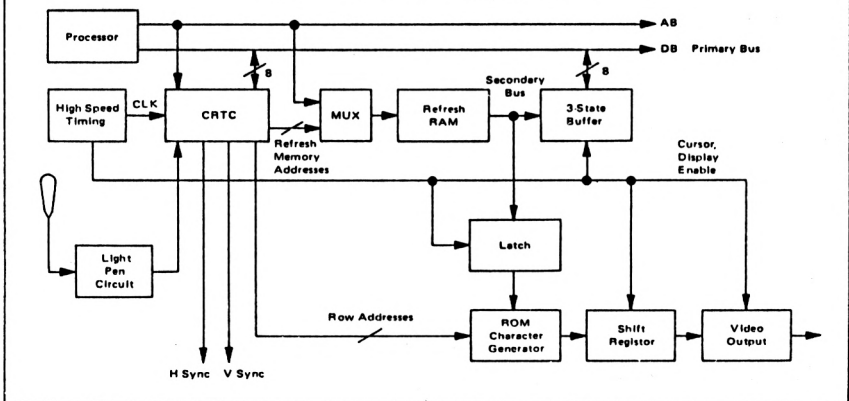 Processor
AB
DB Primary Bus
8
8
Secondary
Bus
High Speed
Timing
CLK
CRTC
MUX
Refresh
RAM
3-State
Buffer
Refresh
Memory
Addresses
Cursor,
Display
Enable
Light
Pen
Circuit
Latch
Row Addresses
ROM
Character
Generator
Shift
Registor
Video
Output
H Sync V Sync